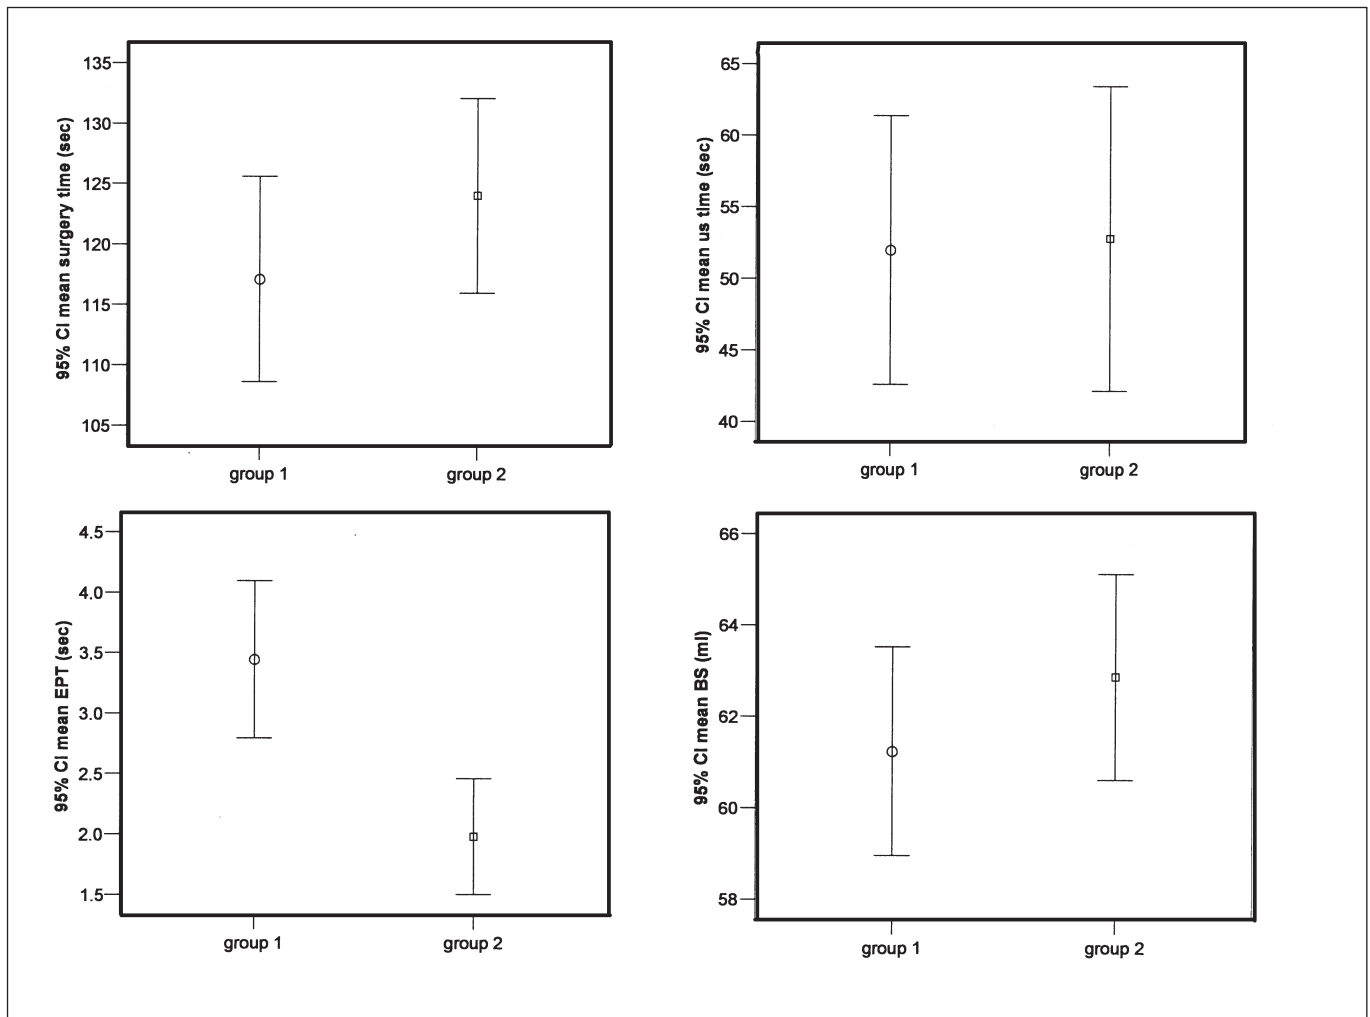 95% CI mean surgery time (sec)
135
130
125
120
115
110
105
group 1
group 2
95% CI mean us time (sec)
65
60
55
50
45
40
group 1
group 2
95% CI mean EPT (sec)
4.5
4.0
3.5
3.0
2.5
2.0
1.5
group 1
group 2
95% CI mean BS (ml)
66
64
62
60
58
group 1
group 2